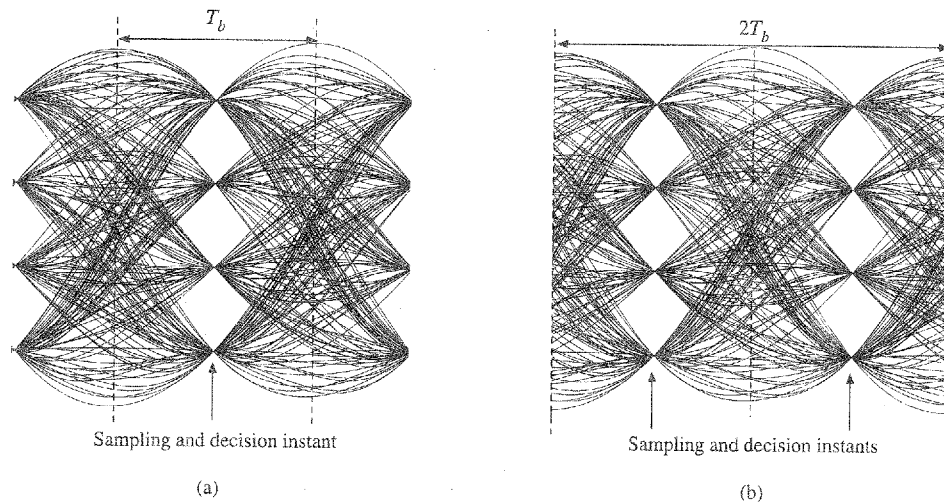 T_b
2T_b
Sampling and decision instant
Sampling and decision instants
(a)
(b)